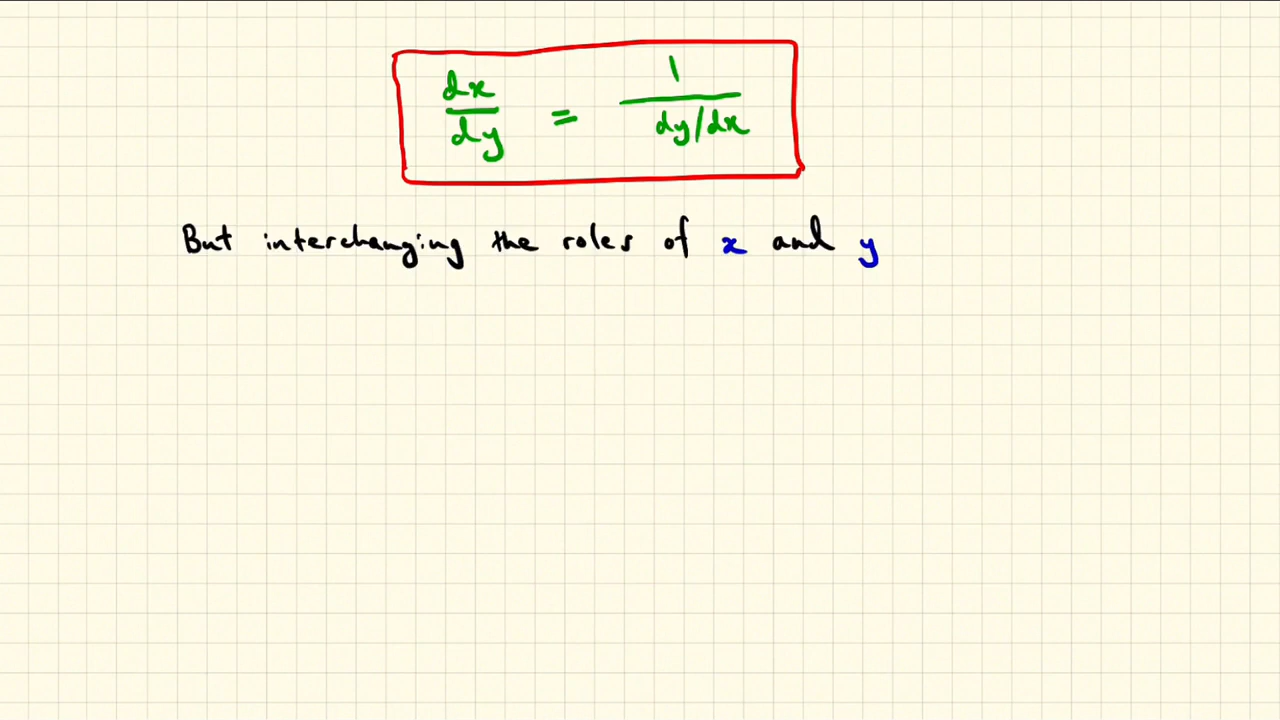 dx/dy = 1/(dy/dx)
But interchanging the roles of x and y